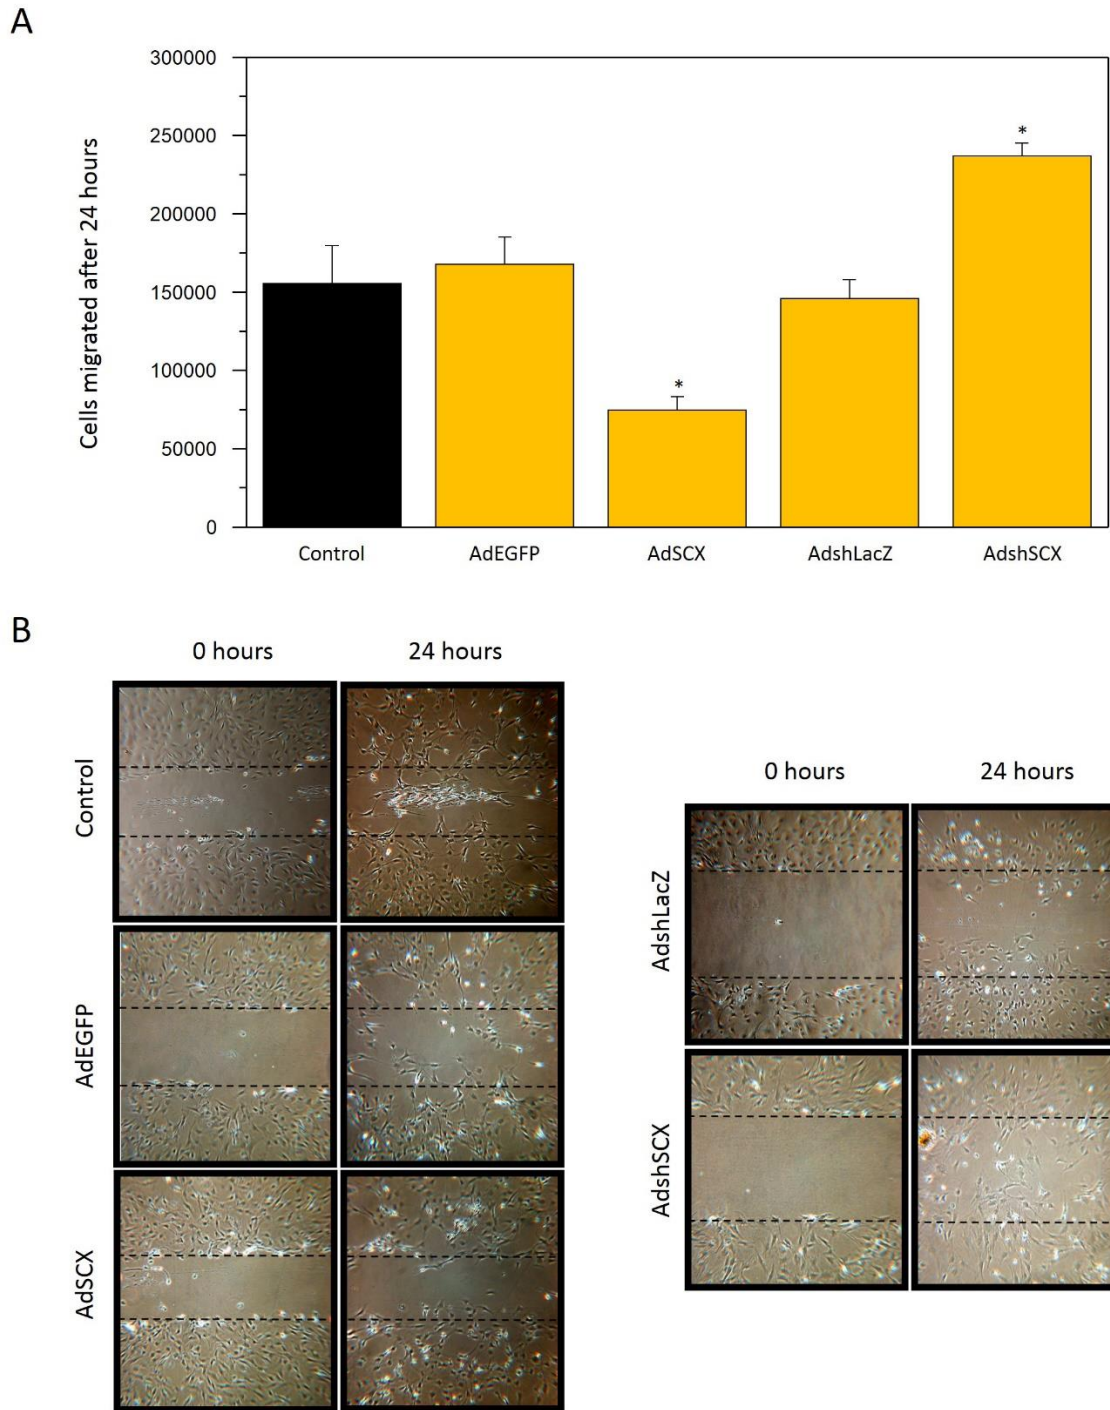 A
300000
250000
200000
150000
100000
50000
0
Cells migrated after 24 hours
*
*
Control
AdEGFP
AdSCX
AdshLacZ
AdshSCX
B
0 hours
24 hours
Control
AdEGFP
AdSCX
0 hours
24 hours
AdshLacZ
AdshSCX